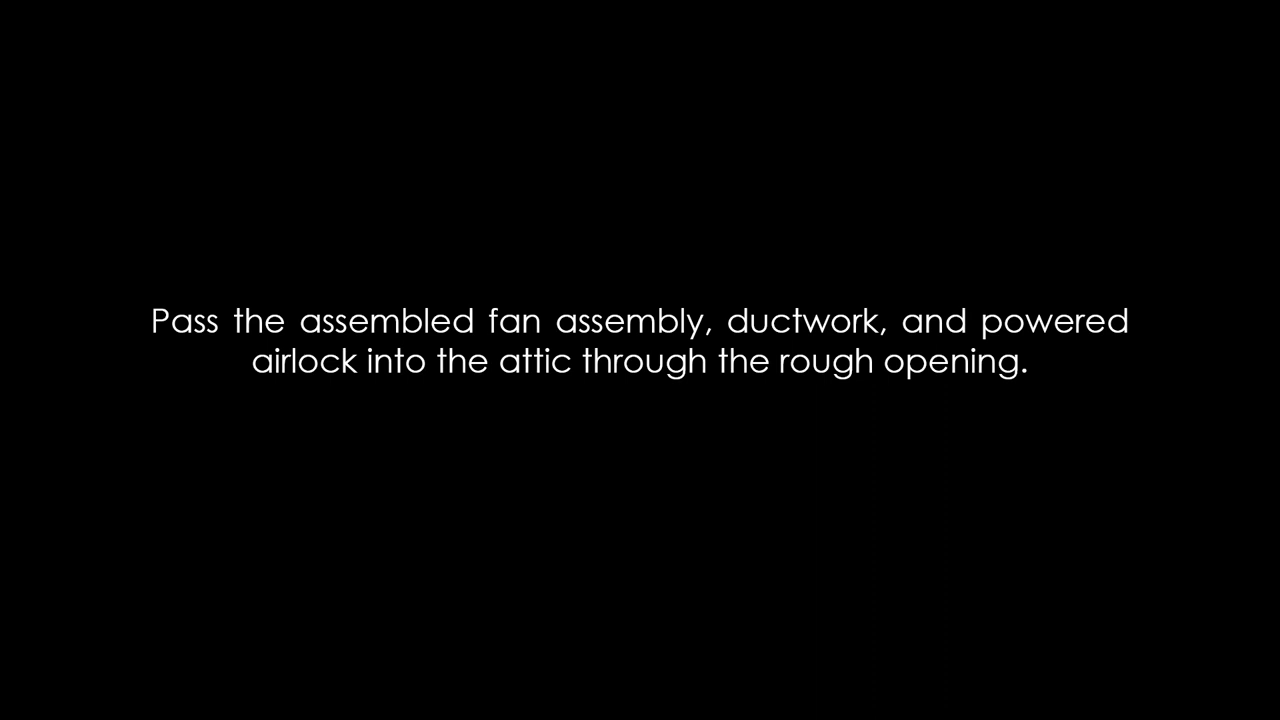 Pass the assembled fan assembly, ductwork, and powered
airlock into the attic through the rough opening.